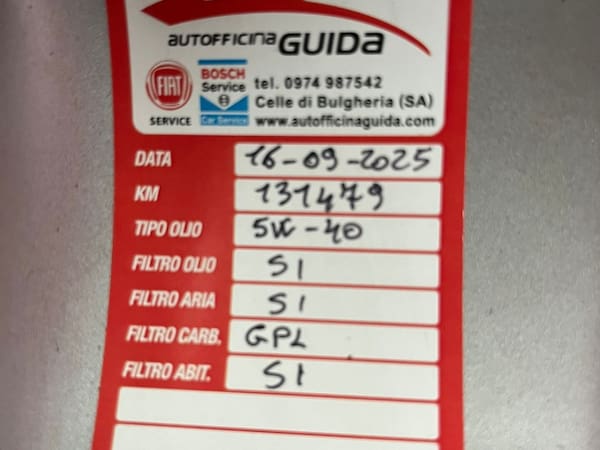 AUTOFFICINA GUIDA
FIAT
SERVICE
BOSCH
Service
Car Service
tel. 0974 987542
Celle di Bulgheria (SA)
www.autofficinaguida.com
DATA 16-09-2025
KM 131479
TIPO OLIO 5W-40
FILTRO OLIO SI
FILTRO ARIA SI
FILTRO CARB. GPL
FILTRO ABIT. SI